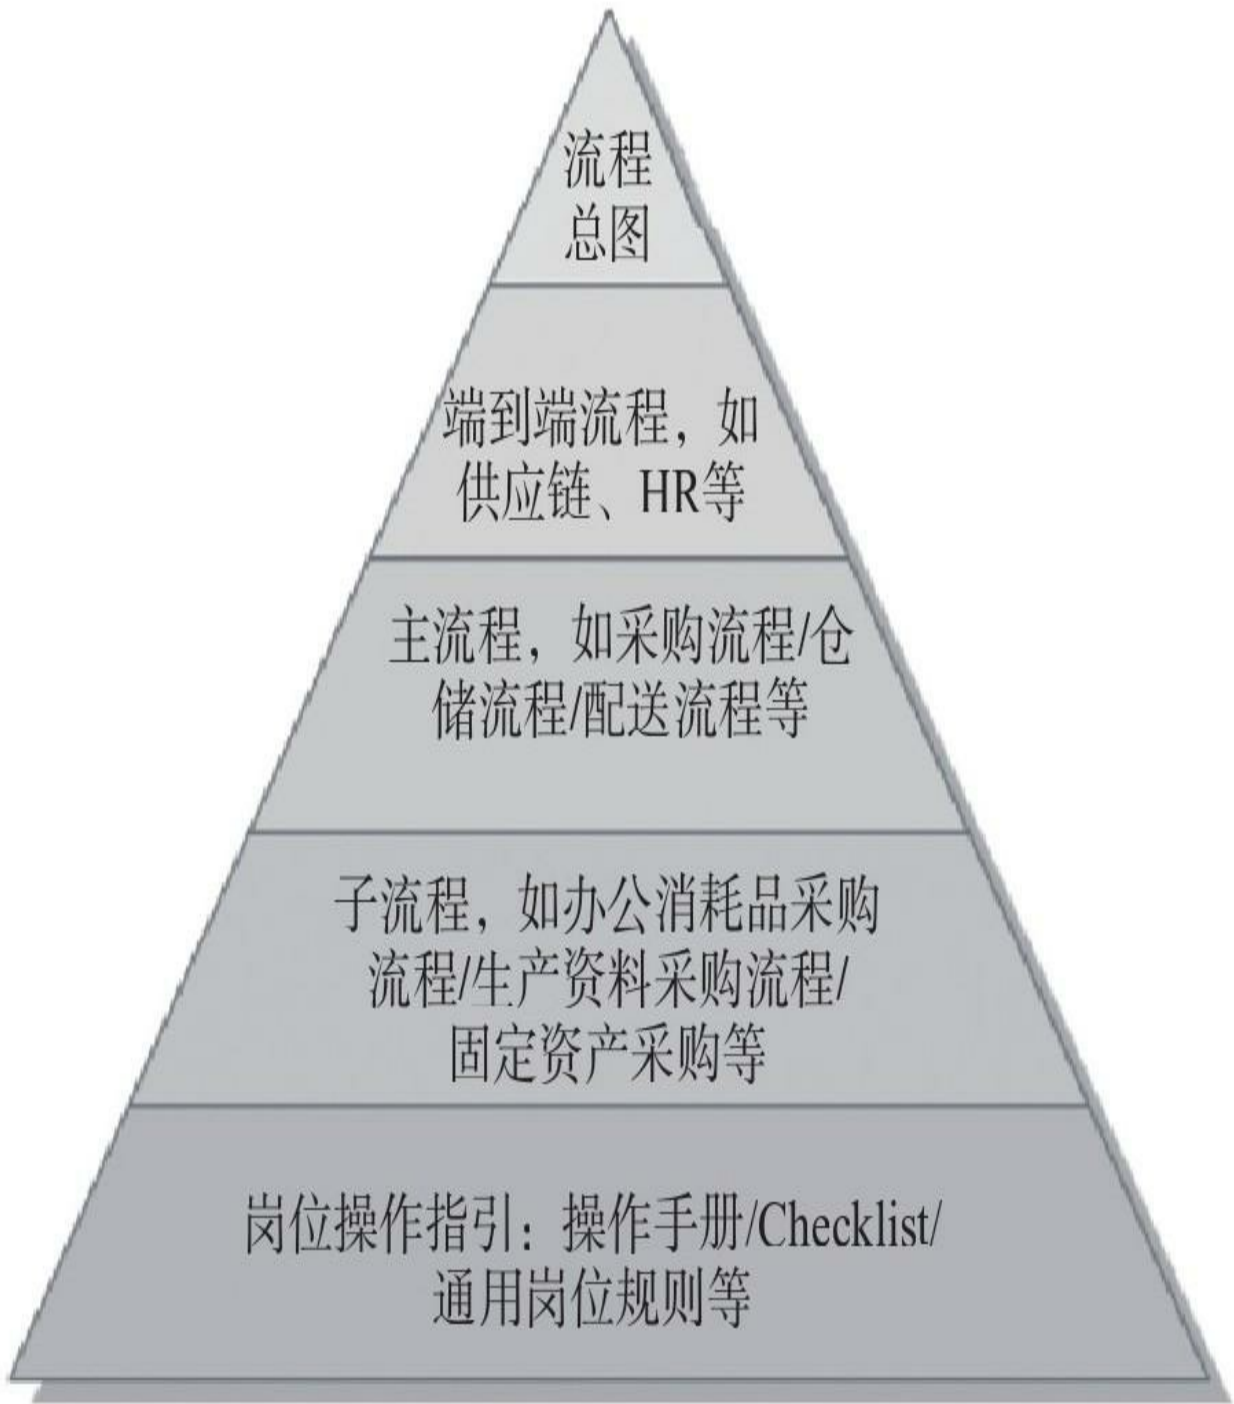 流程
总图
端到端流程，如
供应链、HR等
主流程，如采购流程/仓
储流程/配送流程等
子流程，如办公消耗品采购
流程/生产资料采购流程/
固定资产采购等
岗位操作指引：操作手册/Checklist/
通用岗位规则等